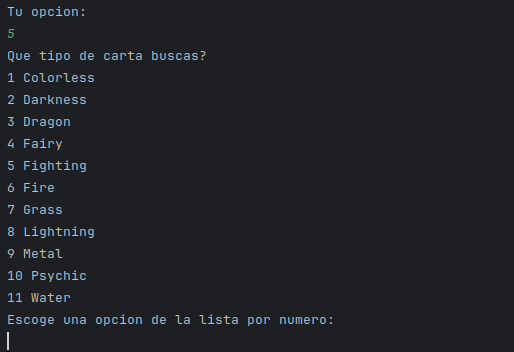 Tu opcion:
5
Que tipo de carta buscas?
1 Colorless
2 Darkness
3 Dragon
4 Fairy
5 Fighting
6 Fire
7 Grass
8 Lightning
9 Metal
10 Psychic
11 Water
Escoge una opcion de la lista por numero: